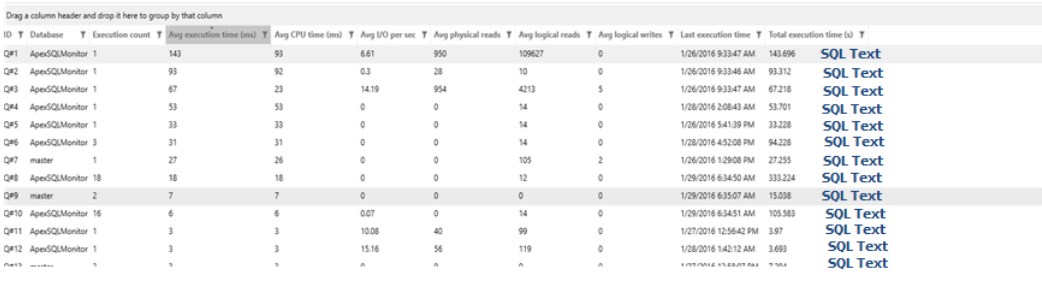 Drag a column header and drop it here to group by that column
ID Database Execution count Avg execution time (ms) Avg CPU time (ms) Avg I/O per sec Avg physical reads Avg logical reads Avg logical writes Last execution time Total execution time (s)
Q#1 ApexSQLMonitor 1 143 93 6.61 950 109627 0 1/26/2016 9:33:47 AM 143.696 SQL Text
Q#2 ApexSQLMonitor 1 93 92 0.3 28 10 0 1/26/2016 9:33:46 AM 93.312 SQL Text
Q#3 ApexSQLMonitor 1 67 23 14.19 954 4213 5 1/26/2016 9:33:47 AM 67.218 SQL Text
Q#4 ApexSQLMonitor 1 53 53 0 0 14 0 1/28/2016 2:08:43 AM 53.701 SQL Text
Q#5 ApexSQLMonitor 1 33 33 0 0 14 0 1/26/2016 5:41:39 PM 33.228 SQL Text
Q#6 ApexSQLMonitor 3 31 31 0 0 14 0 1/28/2016 4:52:08 PM 94.228 SQL Text
Q#7 master 1 27 26 0 0 105 2 1/26/2016 1:29:08 PM 27.255 SQL Text
Q#8 ApexSQLMonitor 18 18 18 0 0 12 0 1/29/2016 6:34:50 AM 333.224 SQL Text
Q#9 master 2 7 7 0 0 0 0 1/29/2016 6:35:07 AM 15.038 SQL Text
Q#10 ApexSQLMonitor 16 6 6 0.07 0 14 0 1/29/2016 6:34:51 AM 105.583 SQL Text
Q#11 ApexSQLMonitor 1 3 3 10.08 40 99 0 1/27/2016 12:56:42 PM 3.97 SQL Text
Q#12 ApexSQLMonitor 1 3 3 15.16 56 119 0 1/28/2016 1:42:12 AM 3.693 SQL Text
SQL Text